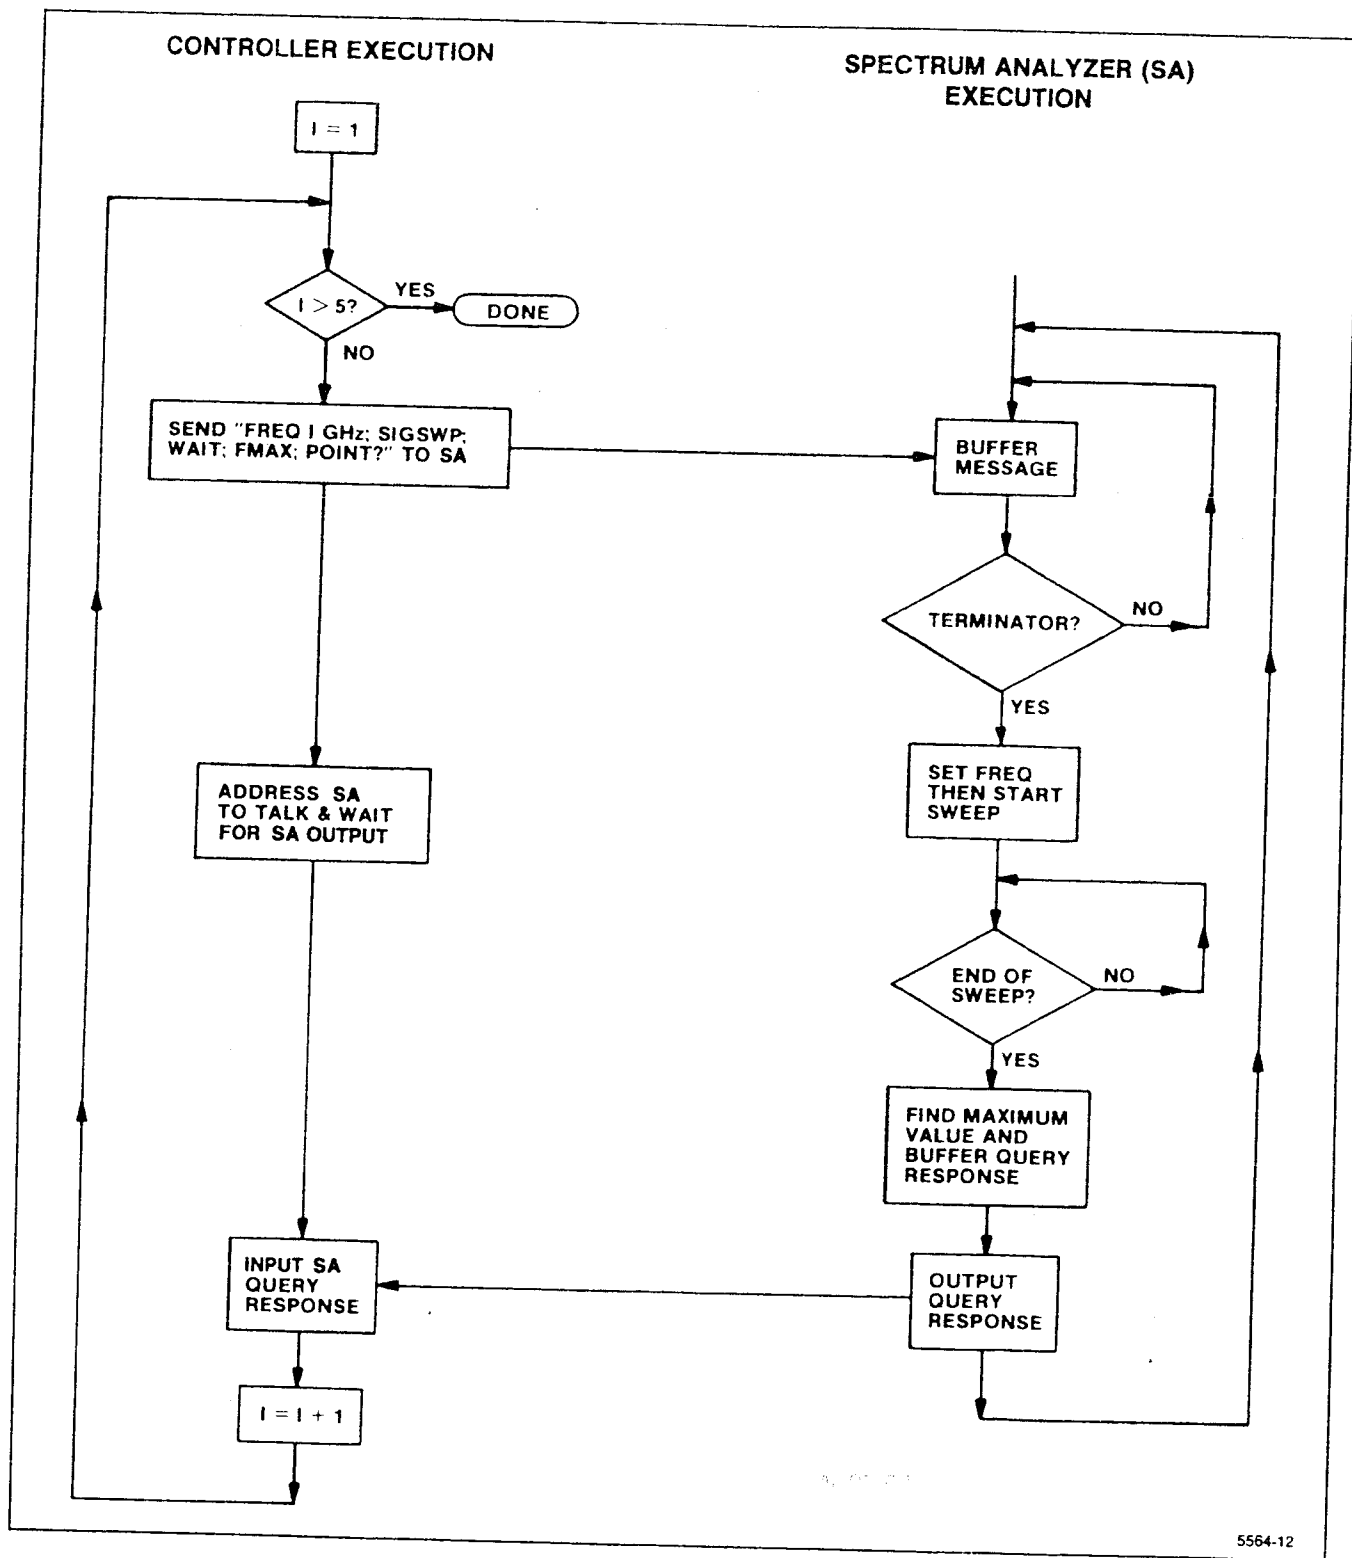 CONTROLLER EXECUTION
SPECTRUM ANALYZER (SA)
EXECUTION
I = 1
I > 5?
YES
DONE
NO
SEND "FREQ I GHz; SIGSWP;
WAIT; FMAX; POINT?" TO SA
BUFFER
MESSAGE
TERMINATOR?
NO
YES
SET FREQ
THEN START
SWEEP
ADDRESS SA
TO TALK & WAIT
FOR SA OUTPUT
END OF
SWEEP?
NO
YES
FIND MAXIMUM
VALUE AND
BUFFER QUERY
RESPONSE
INPUT SA
QUERY
RESPONSE
OUTPUT
QUERY
RESPONSE
I = I + 1
5564-12